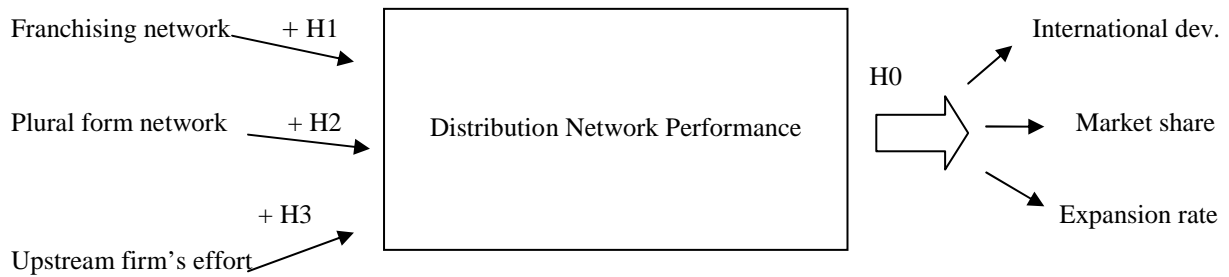 Franchising network
+ H1
International dev.
H0
Plural form network
+ H2
Distribution Network Performance
Market share
+ H3
Expansion rate
Upstream firm’s effort